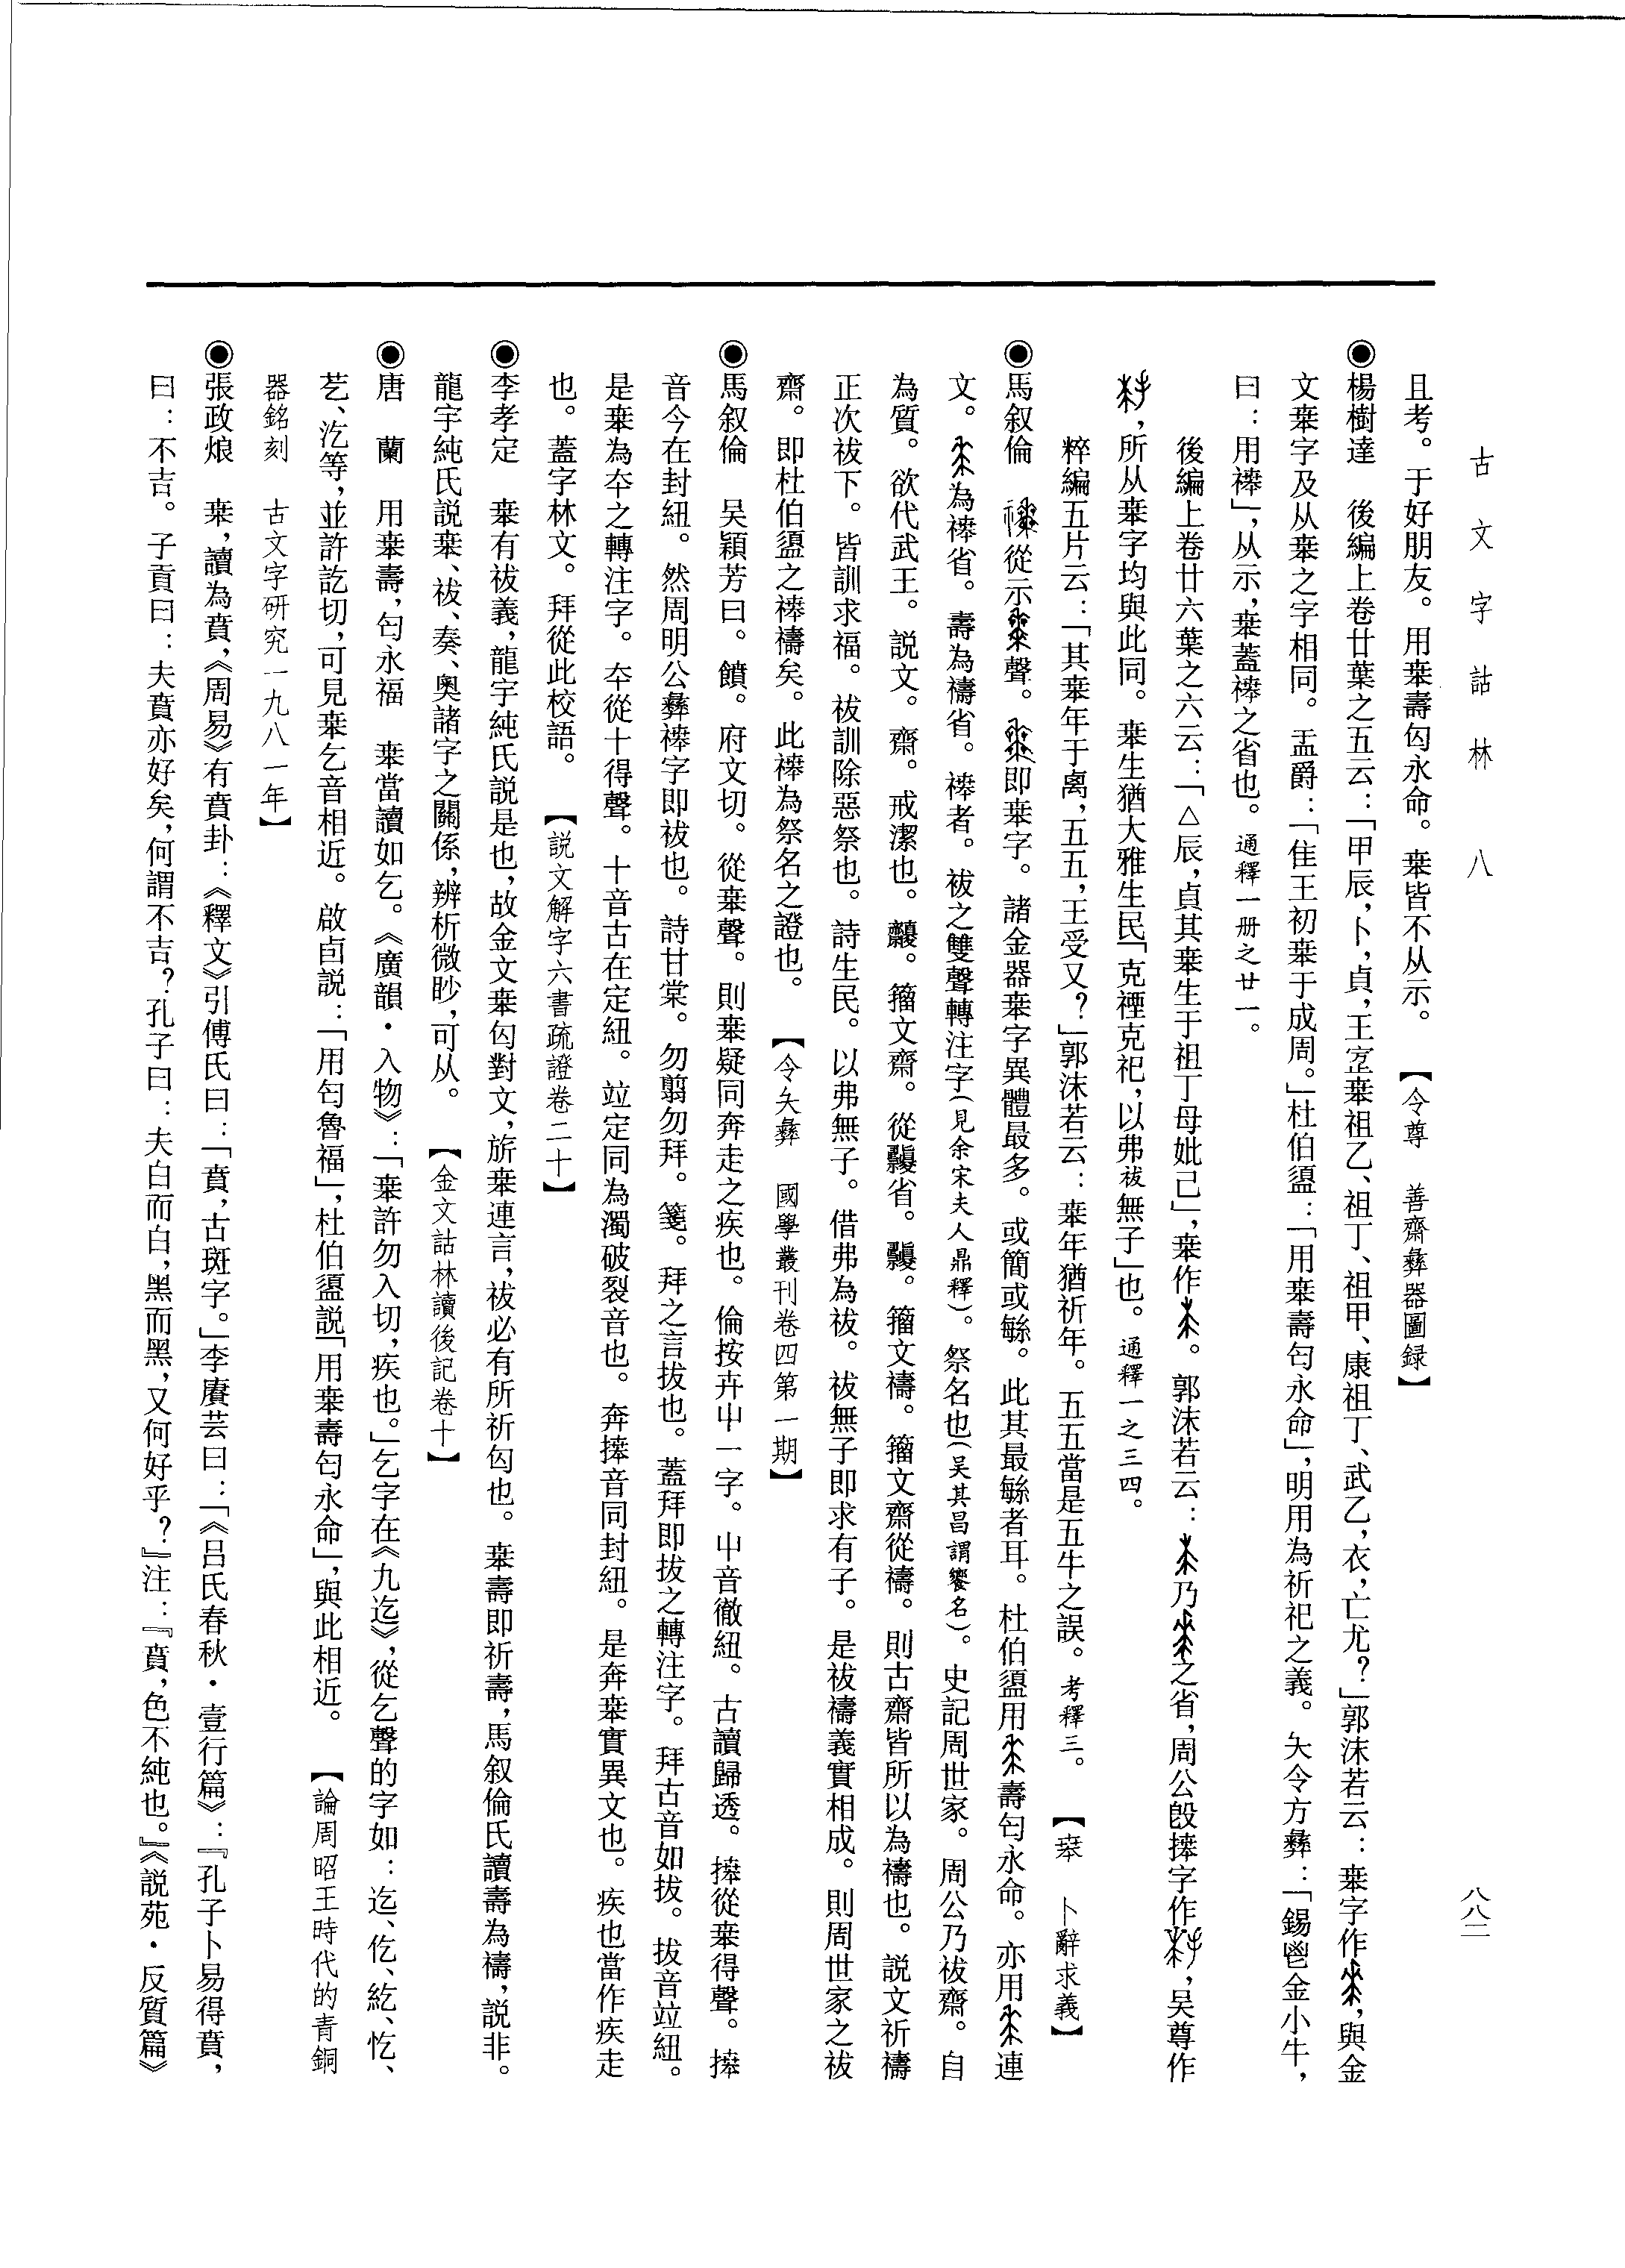 古文字詁林 八
八八二
且考。于好朋友。用𠦪壽匄永命。𠦪皆不从示。 【令尊 善齋彝器圖録】
◉楊樹達 後編上卷廿葉之五云：「甲辰，卜，貞，王𡧊𠦪祖乙、祖丁、祖甲、康祖丁、武乙，衣，亡尤？」郭沫若云：𠦪字作，與金
文𠦪字及从𠦪之字相同。盂爵：「隹王初𠦪于成周。」杜伯盨：「用𠦪壽匄永命」，明用為祈祀之義。夨令方彝：「錫鬯金小牛，
曰：用䄟」，从示，𠦪蓋䄟之省也。通釋一册之廿一。
後編上卷廿六葉之六云：「△辰，貞其𠦪生于祖丁母妣己」，𠦪作。郭沫若云：乃之省，周公𣪘𢳎字作，吴尊作
，所从𠦪字均與此同。𠦪生猶大雅生民「克禋克祀，以弗祓無子」也。通釋一之三四。
粹編五片云：「其𠦪年于离，五五，王受又？」郭沫若云：𠦪年猶祈年。五五當是五牛之誤。考釋三。 【𠦪 卜辭求義】
◉馬叙倫 從示聲。即𠦪字。諸金器𠦪字異體最多。或簡或緐。此其最緐者耳。杜伯盨用壽匄永命。亦用連
文。為䄟省。壽為禱省。䄟者。祓之雙聲轉注字（見余宋夫人鼎釋）。祭名也（吴其昌謂饗名）。史記周世家。周公乃祓齋。自
為質。欲代武王。説文。齋。戒潔也。。籀文齋。從省。。籀文禱。籀文齋從禱。則古齋皆所以為禱也。説文祈禱
正次祓下。皆訓求福。祓訓除惡祭也。詩生民。以弗無子。借弗為祓。祓無子即求有子。是祓禱義實相成。則周世家之祓
齋。即杜伯盨之䄟禱矣。此䄟為祭名之證也。 【令夨彝 國學叢刊卷四第一期】
◉馬叙倫 吴穎芳曰。饙。府文切。從𠦪聲。則𠦪疑同奔走之疾也。倫按卉屮一字。屮音徹紐。古讀歸透。𢳎從𠦪得聲。𢳎
音今在封紐。然周明公彝䄟字即祓也。詩甘棠。勿翦勿拜。箋。拜之言拔也。蓋拜即拔之轉注字。拜古音如拔。拔音竝紐。
是𠦪為夲之轉注字。夲從十得聲。十音古在定紐。竝定同為濁破裂音也。奔𢳎音同封紐。是奔𠦪實異文也。疾也當作疾走
也。蓋字林文。拜從此校語。 【説文解字六書疏證卷二十】
◉李孝定 𠦪有祓義，龍宇純氏説是也，故金文𠦪匄對文，旂𠦪連言，祓必有所祈匄也。𠦪壽即祈壽，馬叙倫氏讀壽為禱，説非。
龍宇純氏説𠦪、祓、奏、奥諸字之關係，辨析微眇，可从。 【金文詁林讀後記卷十】
◉唐 蘭 用𠦪壽，匄永福 𠦪當讀如乞。《廣韻·入物》：「𠦪許勿入切，疾也。」乞字在《九迄》，從乞聲的字如：迄、仡、紇、忔、
芞、汔等，並許訖切，可見𠦪乞音相近。啟卣説：「用匄魯福」，杜伯盨説「用𠦪壽匄永命」，與此相近。 【論周昭王時代的青銅
器銘刻 古文字研究一九八一年】
◉張政烺 𠦪，讀為賁，《周易》有賁卦：《釋文》引傅氏曰：「賁，古斑字。」李賡芸曰：「《吕氏春秋·壹行篇》：『孔子卜易得賁，
曰：不吉。子貢曰：夫賁亦好矣，何謂不吉？孔子曰：夫白而白，黑而黑，又何好乎？』注：『賁，色不純也。』《説苑·反質篇》